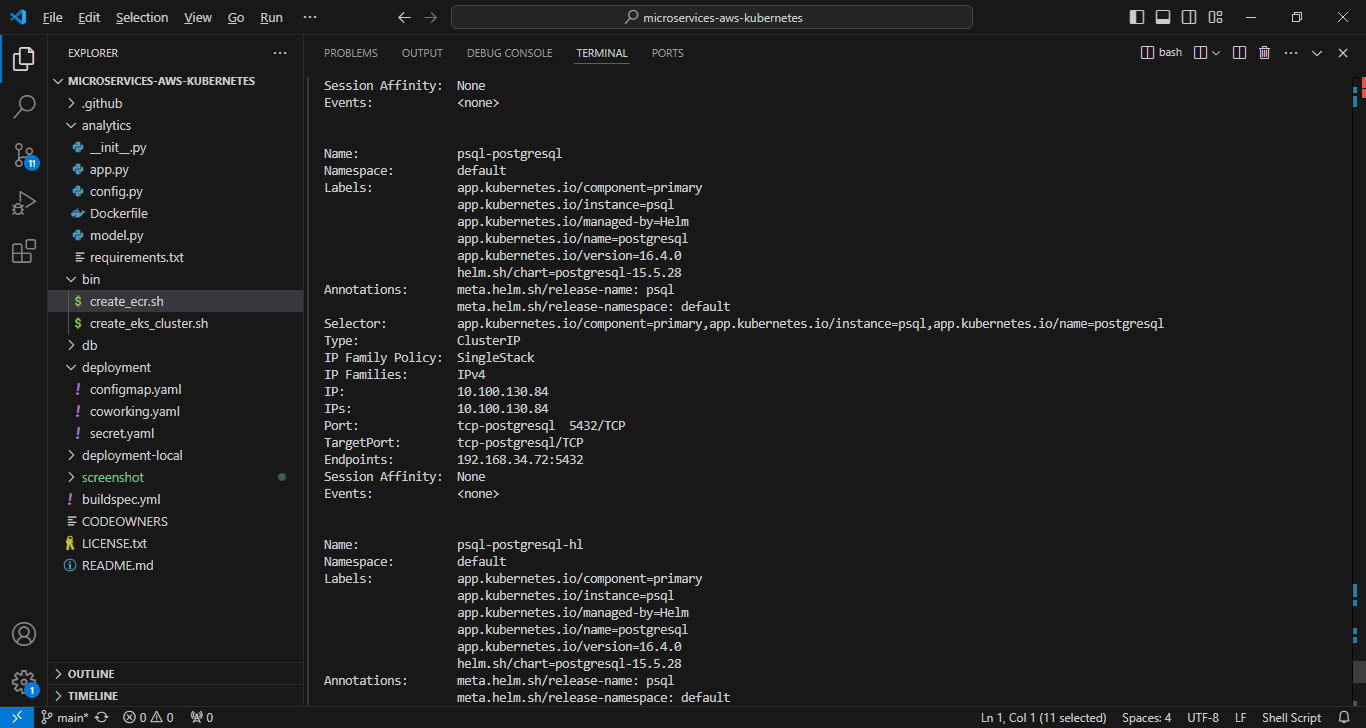 File Edit Selection View Go Run ··· microservices-aws-kubernetes
EXPLORER ···
MICROSERVICES-AWS-KUBERNETES
.github
analytics
__init__.py
app.py
config.py
Dockerfile
model.py
requirements.txt
bin
$ create_ecr.sh
$ create_eks_cluster.sh
db
deployment
! configmap.yaml
! coworking.yaml
! secret.yaml
deployment-local
screenshot
! buildspec.yml
CODEOWNERS
LICENSE.txt
README.md
OUTLINE
TIMELINE
11
1
PROBLEMS OUTPUT DEBUG CONSOLE TERMINAL PORTS bash ···
Session Affinity: None
Events: <none>
Name: psql-postgresql
Namespace: default
Labels: app.kubernetes.io/component=primary
app.kubernetes.io/instance=psql
app.kubernetes.io/managed-by=Helm
app.kubernetes.io/name=postgresql
app.kubernetes.io/version=16.4.0
helm.sh/chart=postgresql-15.5.28
Annotations: meta.helm.sh/release-name: psql
meta.helm.sh/release-namespace: default
Selector: app.kubernetes.io/component=primary,app.kubernetes.io/instance=psql,app.kubernetes.io/name=postgresql
Type: ClusterIP
IP Family Policy: SingleStack
IP Families: IPv4
IP: 10.100.130.84
IPs: 10.100.130.84
Port: tcp-postgresql 5432/TCP
TargetPort: tcp-postgresql/TCP
Endpoints: 192.168.34.72:5432
Session Affinity: None
Events: <none>
Name: psql-postgresql-hl
Namespace: default
Labels: app.kubernetes.io/component=primary
app.kubernetes.io/instance=psql
app.kubernetes.io/managed-by=Helm
app.kubernetes.io/name=postgresql
app.kubernetes.io/version=16.4.0
helm.sh/chart=postgresql-15.5.28
Annotations: meta.helm.sh/release-name: psql
meta.helm.sh/release-namespace: default
main* 0 0 0 Ln 1, Col 1 (11 selected) Spaces: 4 UTF-8 LF Shell Script